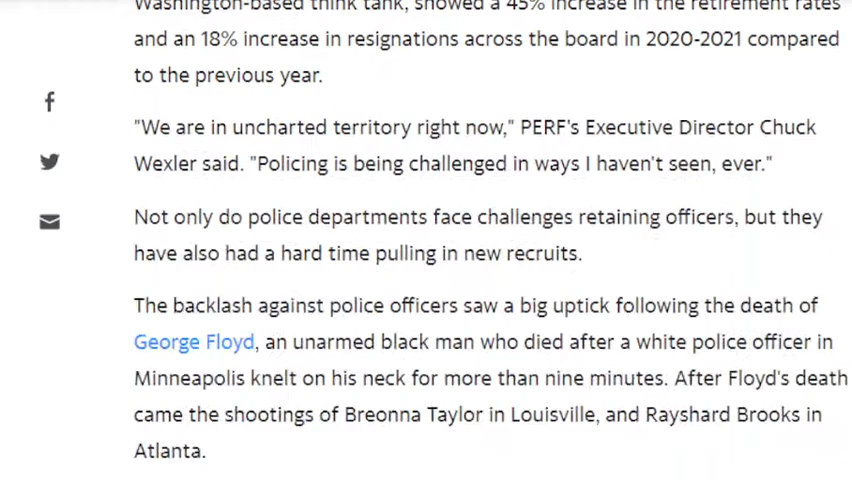 Washington-based think tank, showed a 45% increase in the retirement rates
and an 18% increase in resignations across the board in 2020-2021 compared
to the previous year.
"We are in uncharted territory right now," PERF's Executive Director Chuck
Wexler said. "Policing is being challenged in ways I haven't seen, ever."
Not only do police departments face challenges retaining officers, but they
have also had a hard time pulling in new recruits.
The backlash against police officers saw a big uptick following the death of
George Floyd, an unarmed black man who died after a white police officer in
Minneapolis knelt on his neck for more than nine minutes. After Floyd's death
came the shootings of Breonna Taylor in Louisville, and Rayshard Brooks in
Atlanta.